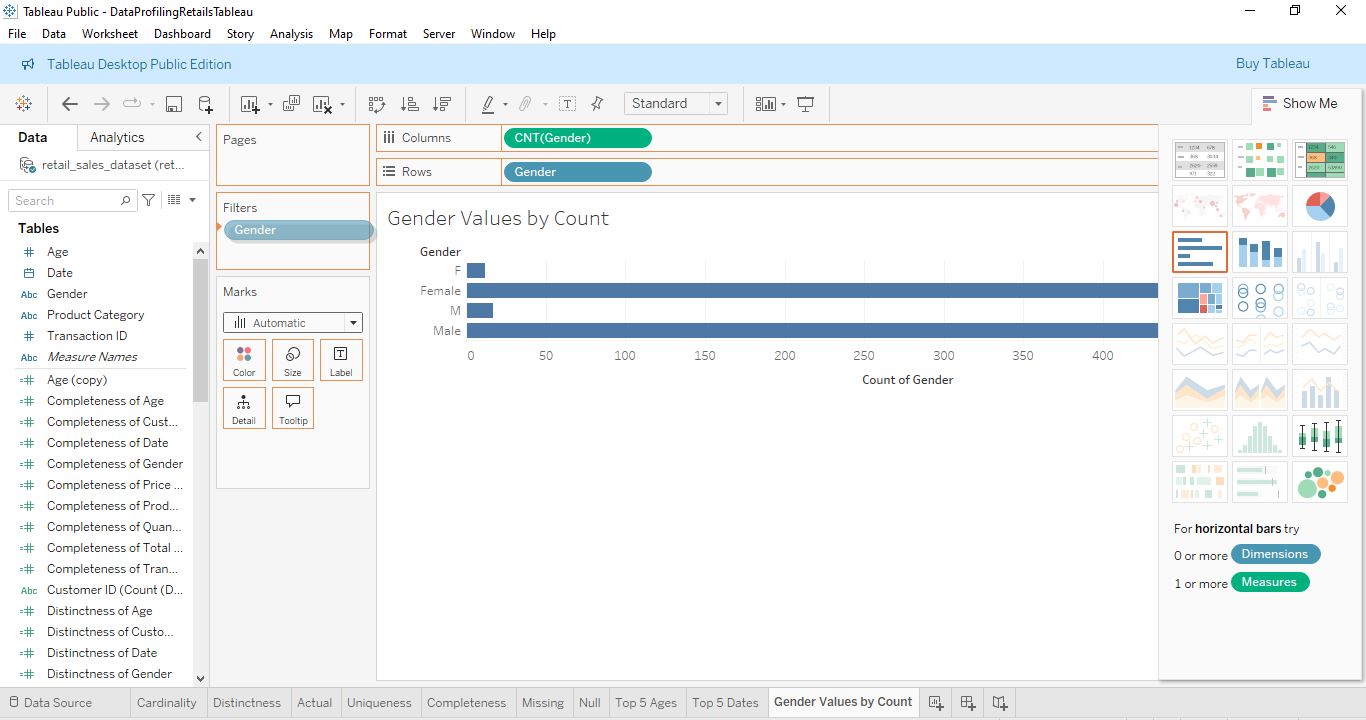 Tableau Public - DataProfilingRetailsTableau
File Data Worksheet Dashboard Story Analysis Map Format Server Window Help
Tableau Desktop Public Edition
Buy Tableau
Standard
Show Me
Data Analytics
retail_sales_dataset (ret...
Search
Tables
Age
Date
Abc Gender
Abc Product Category
Transaction ID
Abc Measure Names
Age (copy)
Completeness of Age
Completeness of Cust...
Completeness of Date
Completeness of Gender
Completeness of Price ...
Completeness of Prod...
Completeness of Quan...
Completeness of Total ...
Completeness of Tran...
Abc Customer ID (Count (D...
Distinctness of Age
Distinctness of Custo...
Distinctness of Date
Distinctness of Gender
Pages
Filters
Gender
Marks
Automatic
Color Size Label
Detail Tooltip
Columns CNT(Gender)
Rows Gender
Gender Values by Count
Gender
F
Female
M
Male
0 50 100 150 200 250 300 350 400
Count of Gender
For horizontal bars try
0 or more Dimensions
1 or more Measures
Data Source Cardinality Distinctness Actual Uniqueness Completeness Missing Null Top 5 Ages Top 5 Dates Gender Values by Count